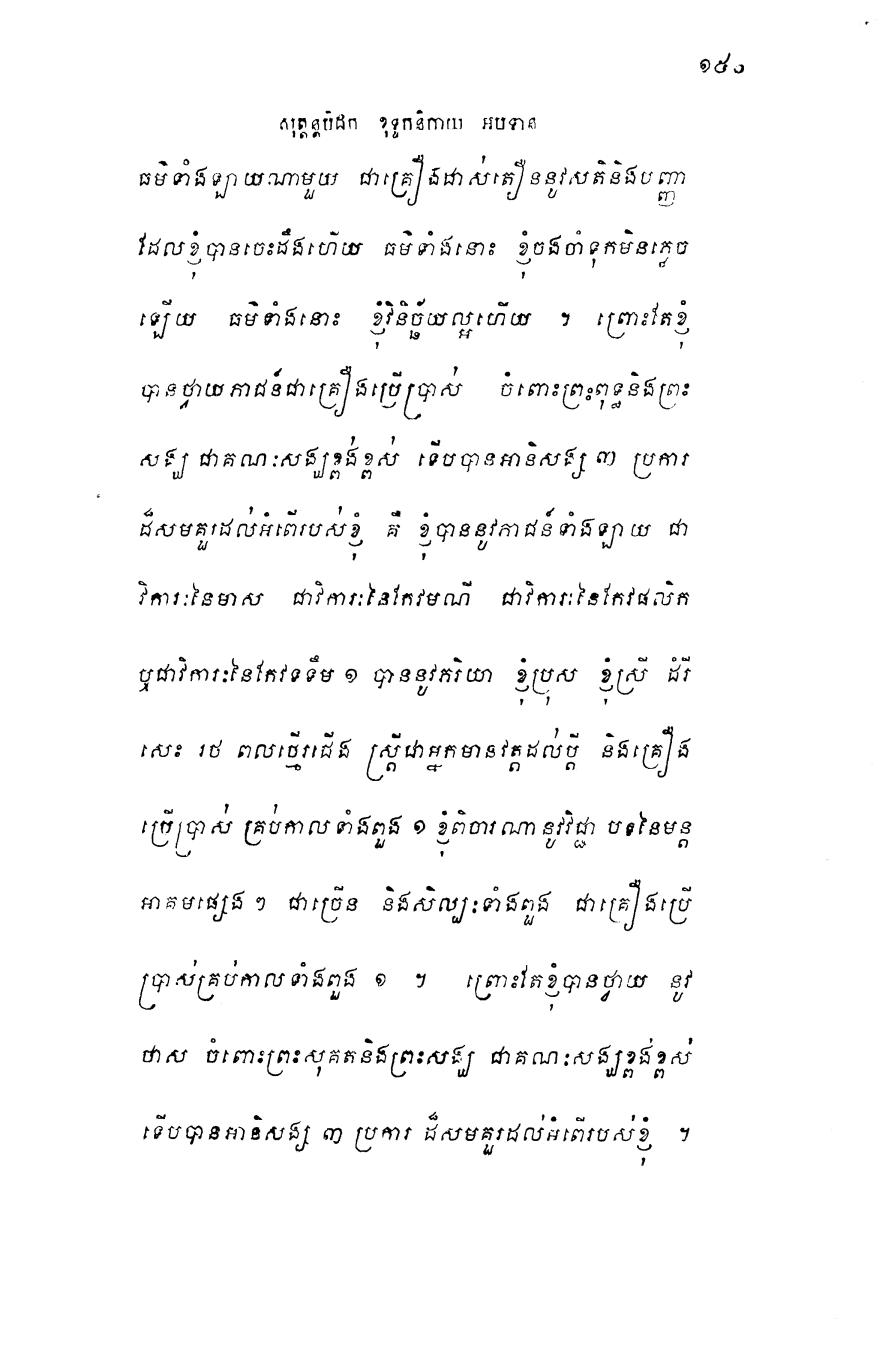 ១៥០
សុត្តន្តបិដក ខុទ្ទកនិកាយ អបទាន
ធម៌ទាំងឡាយណាមួយ ជាគ្រឿងដាស់តឿននូវសតិនិងបញ្ញា
ដែលខ្ញុំបានចេះដឹងហើយ ធម៌ទាំងនោះ ខ្ញុំចងចាំទុកមិនភ្លេច
ឡើយ ធម៌ទាំងនោះ ខ្ញុំវិនិច្ឆ័យល្អហើយ ។ ព្រោះតែខ្ញុំ
បានថ្វាយភាជន៍ជាគ្រឿងប្រើប្រាស់ ចំពោះព្រះពុទ្ធនិងព្រះ
សង្ឃ ជាគណៈសង្ឃខ្ពង់ខ្ពស់ ទើបបានអានិសង្ស ៣ ប្រការ
ដ៏សមគួរដល់អំពើរបស់ខ្ញុំ គឺ ខ្ញុំបាននូវភាជន៍ទាំងឡាយ ជា
វិការៈនៃមាស ជាវិការៈនៃកែវមណី ជាវិការៈនៃកែវផលិក
ឬជាវិការៈនៃកែវទទឹម ១ បាននូវភរិយា ខ្ញុំប្រុស ខ្ញុំស្រី ដំរី
សេះ រថ ពលថ្មើរជើង ស្ត្រីជាអ្នកមានវត្តដល់ប្តី និងគ្រឿង
ប្រើប្រាស់ គ្រប់កាលទាំងពួង ១ ខ្ញុំពិចារណានូវវិជ្ជា បទនៃមន្ត
អាគមផ្សេង ៗ ជាច្រើន និងសិល្បៈទាំងពួង ជាគ្រឿងប្រើ
ប្រាស់គ្រប់កាលទាំងពួង ១ ។ ព្រោះតែខ្ញុំបានថ្វាយ នូវ
ថាស ចំពោះព្រះសុគតនិងព្រះសង្ឃ ជាគណៈសង្ឃខ្ពង់ខ្ពស់
ទើបបានអានិសង្ស ៣ ប្រការ ដ៏សមគួរដល់អំពើរបស់ខ្ញុំ ។